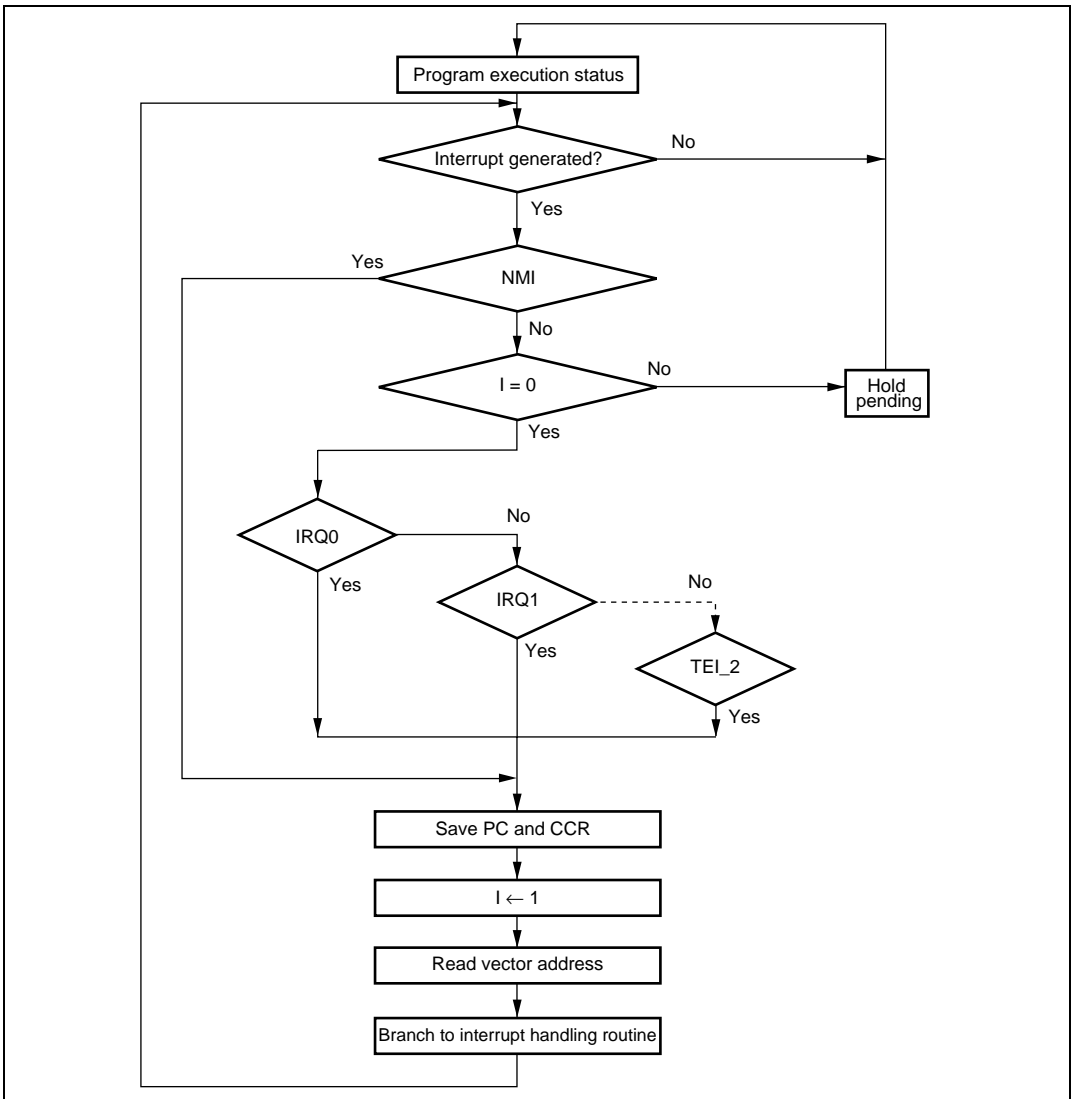 Program execution status
Interrupt generated?
No
Yes
Yes
NMI
No
I = 0
No
Hold
pending
Yes
IRQ0
No
Yes
IRQ1
No
Yes
TEI_2
Yes
Save PC and CCR
I ← 1
Read vector address
Branch to interrupt handling routine